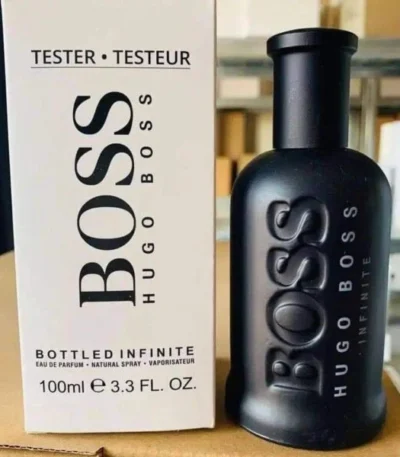 TESTER • TESTEUR
BOSS
HUGO BOSS
BOTTLED INFINITE
EAU DE PARFUM • NATURAL SPRAY • VAPORISATEUR
100ml ℮ 3.3 FL. OZ.
BOSS
HUGO BOSS
• INFINITE •